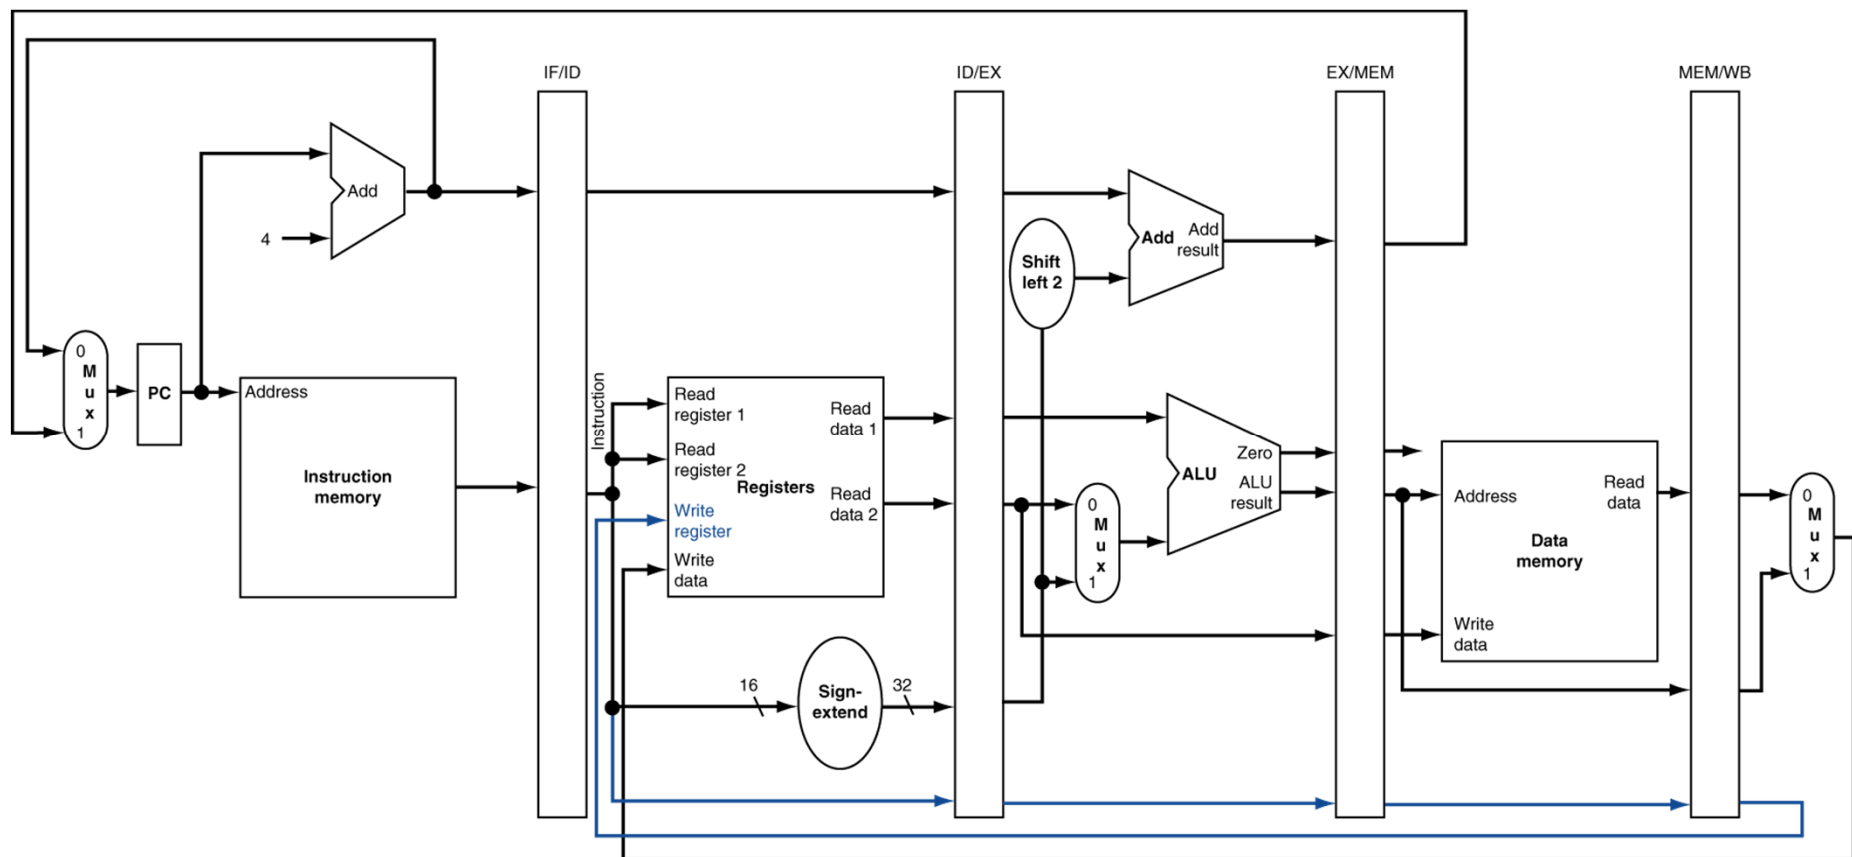 IF/ID
ID/EX
EX/MEM
MEM/WB
Add
4
Add
Add
result
Shift
left 2
0
M
u
x
1
PC
Address
Instruction
memory
Instruction
Read
register 1
Read
register 2
Write
register
Write
data
Registers
Read
data 1
Read
data 2
0
M
u
x
1
ALU
Zero
ALU
result
Address
Read
data
Data
memory
Write
data
0
M
u
x
1
16
Sign-
extend
32